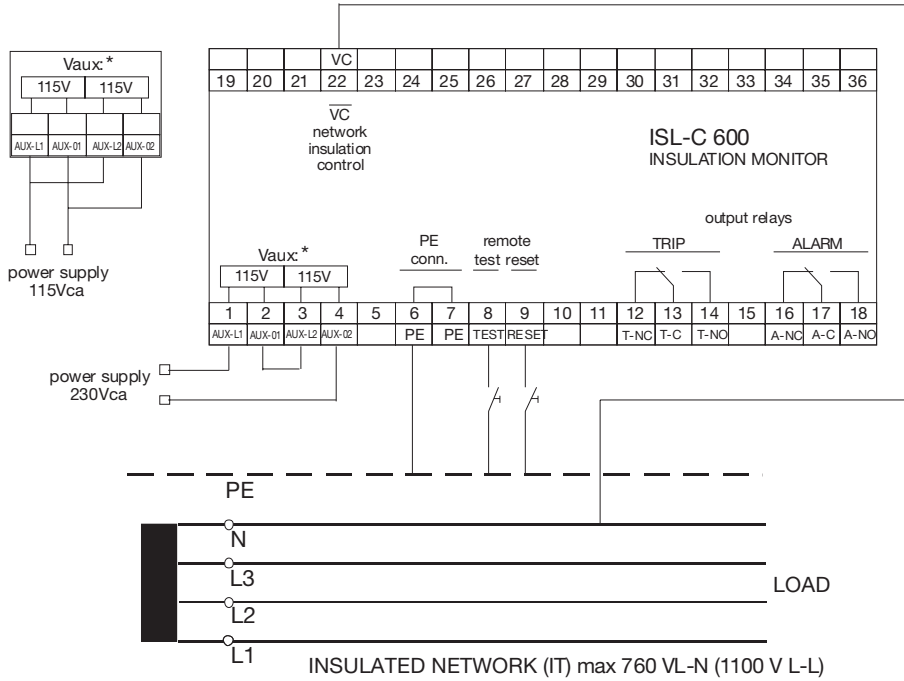 VC
Vaux: *
115V 115V
AUX-L1 AUX-01 AUX-L2 AUX-02
power supply
115Vca
19 20 21 22 23 24 25 26 27 28 29 30 31 32 33 34 35 36
VC
network
insulation
control
ISL-C 600
INSULATION MONITOR
output relays
TRIP
ALARM
PE
conn.
remote
test reset
Vaux: *
115V 115V
1 2 3 4 5 6 7 8 9 10 11 12 13 14 15 16 17 18
AUX-L1 AUX-01 AUX-L2 AUX-02 PE PE TEST RESET T-NC T-C T-NO A-NC A-C A-NO
power supply
230Vca
PE
N
L3
L2
L1
LOAD
INSULATED NETWORK (IT) max 760 VL-N (1100 V L-L)